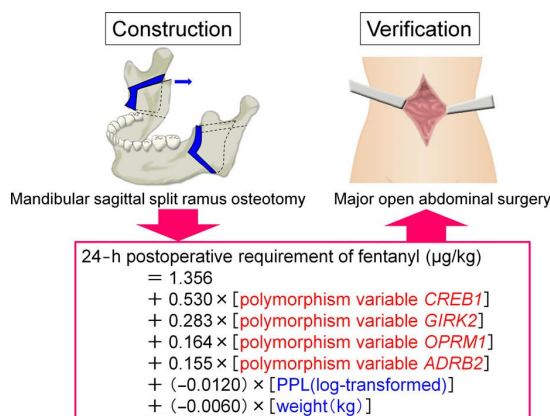 Construction
Verification
Mandibular sagittal split ramus osteotomy
Major open abdominal surgery
24-h postoperative requirement of fentanyl (μg/kg)
= 1.356
+ 0.530 × [polymorphism variable CREB1]
+ 0.283 × [polymorphism variable GIRK2]
+ 0.164 × [polymorphism variable OPRM1]
+ 0.155 × [polymorphism variable ADRB2]
+ (−0.0120) × [PPL(log-transformed)]
+ (−0.0060) × [weight(kg)]